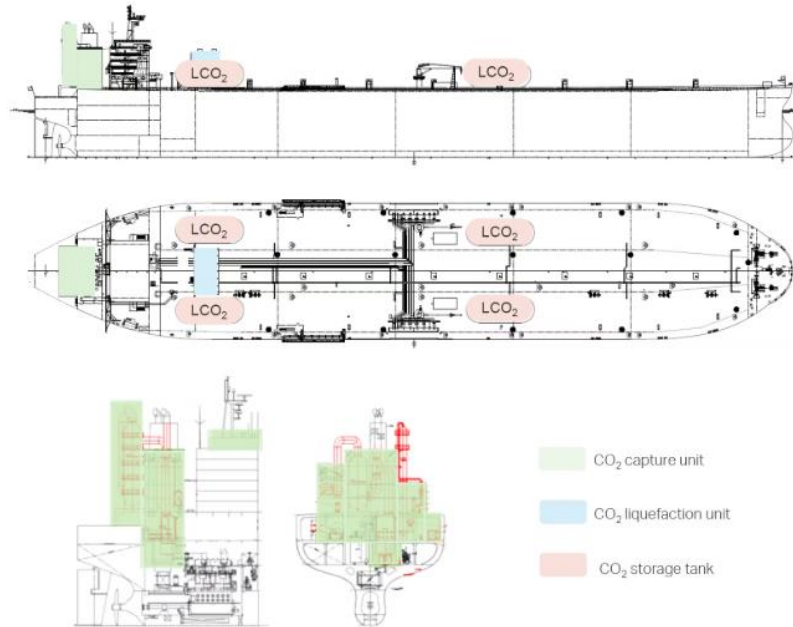 LCO₂
LCO₂
LCO₂
LCO₂
LCO₂
LCO₂
CO₂ capture unit
CO₂ liquefaction unit
CO₂ storage tank